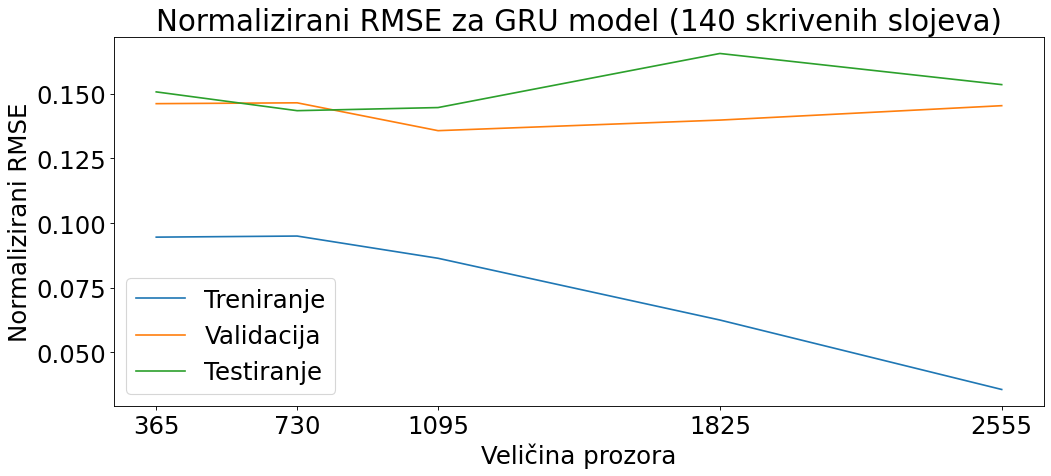 Normalizirani RMSE za GRU model (140 skrivenih slojeva)
Normalizirani RMSE
0.150
0.125
0.100
0.075
0.050
Treniranje
Validacija
Testiranje
365 730 1095 1825 2555
Veličina prozora